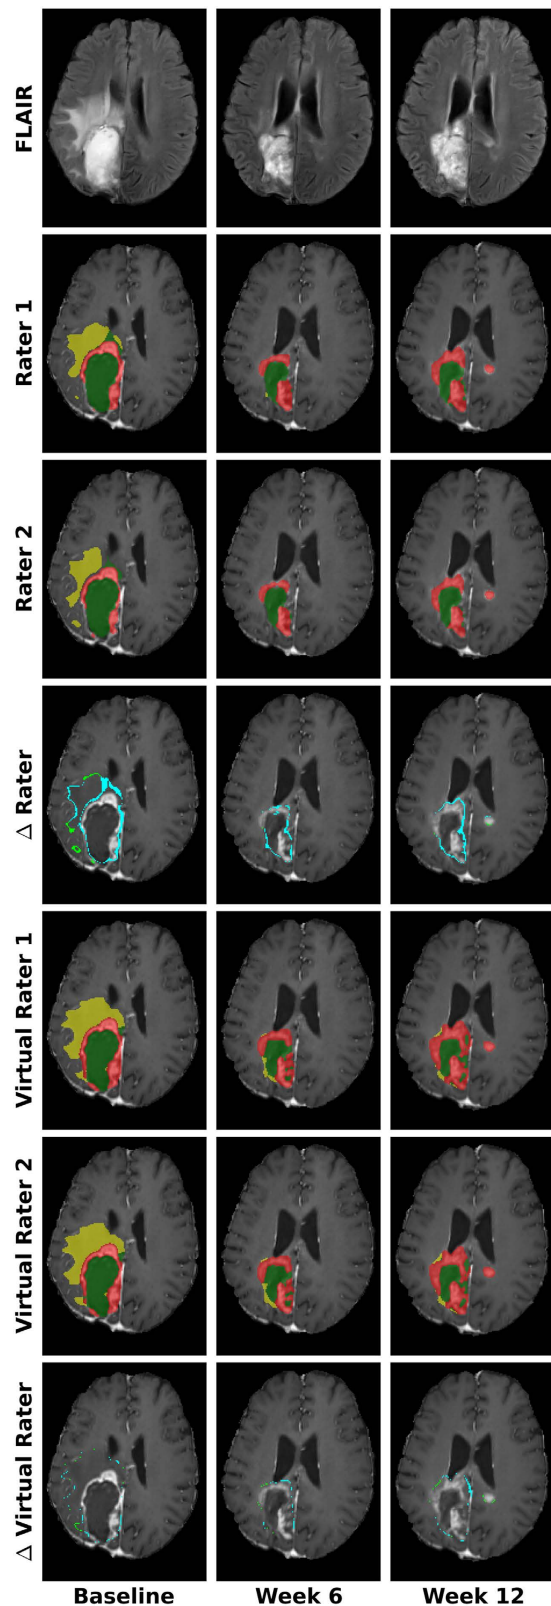 FLAIR
Rater 1
Rater 2
Δ Rater
Virtual Rater 1
Virtual Rater 2
Δ Virtual Rater
Baseline
Week 6
Week 12